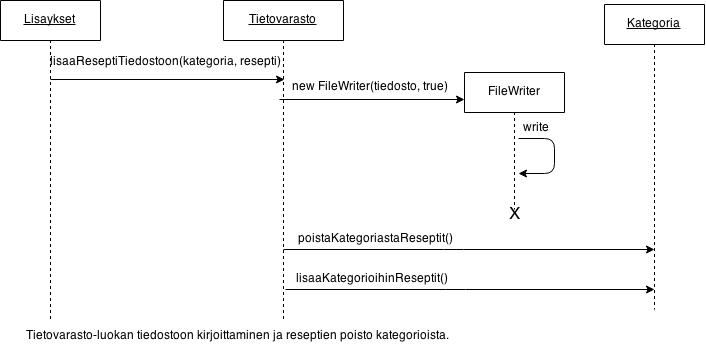 Lisaykset
Tietovarasto
Kategoria
lisaaReseptiTiedostoon(kategoria, resepti)
new FileWriter(tiedosto, true)
FileWriter
write
X
poistaKategoriastaReseptit()
lisaaKategorioihinReseptit()
Tietovarasto-luokan tiedostoon kirjoittaminen ja reseptien poisto kategorioista.